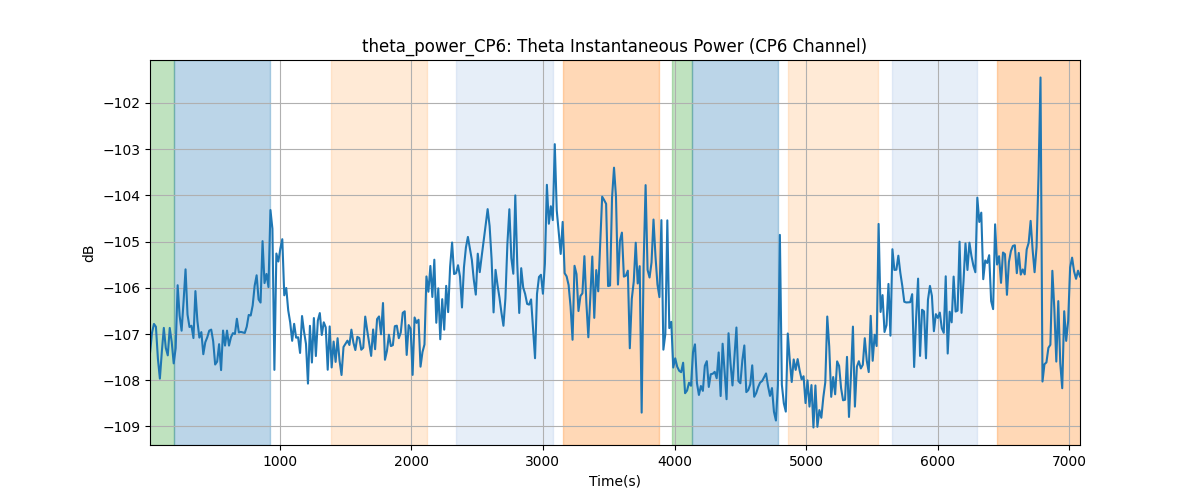 theta_power_CP6: Theta Instantaneous Power (CP6 Channel)
−102
−103
−104
−105
−106
−107
−108
−109
dB
1000 2000 3000 4000 5000 6000 7000
Time(s)